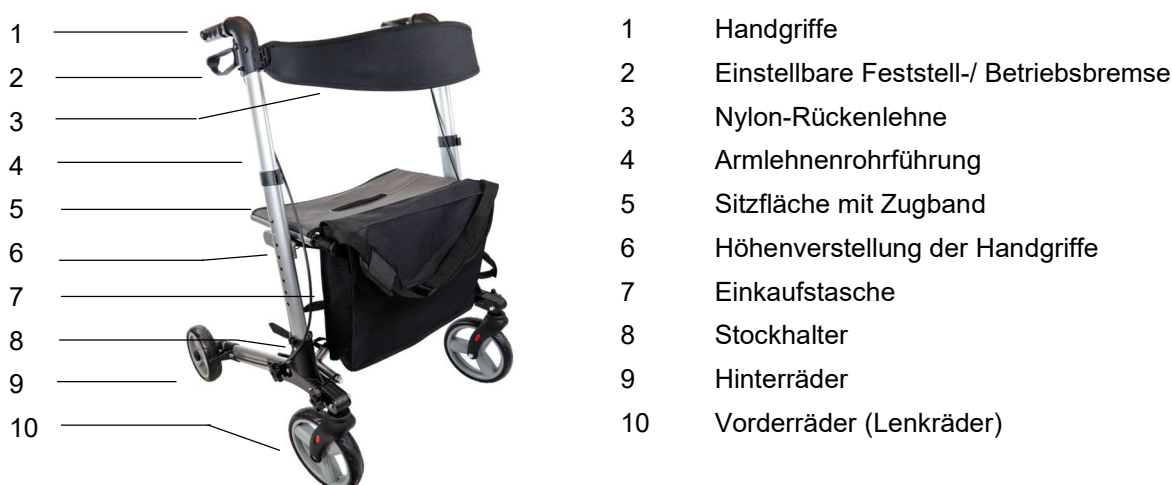 1 Handgriffe
2 Einstellbare Feststell-/ Betriebsbremse
3 Nylon-Rückenlehne
4 Armlehnenrohrführung
5 Sitzfläche mit Zugband
6 Höhenverstellung der Handgriffe
7 Einkaufstasche
8 Stockhalter
9 Hinterräder
10 Vorderräder (Lenkräder)
1
2
3
4
5
6
7
8
9
10